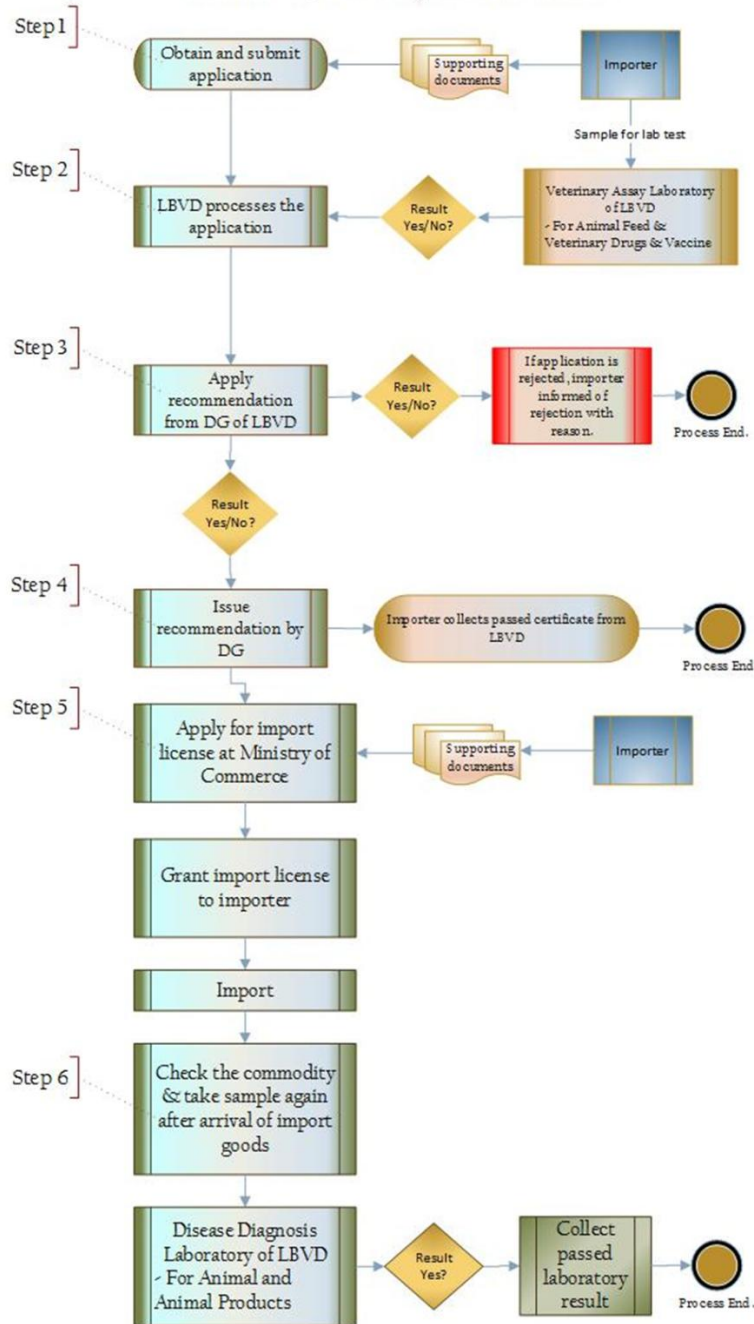 Step 1
Obtain and submit
application
Supporting
documents
Importer
Sample for lab test
Step 2
LBVD processes the
application
Result
Yes/No?
Veterinary Assay Laboratory
of LBVD
- For Animal Feed &
Veterinary Drugs & Vaccine
Step 3
Apply
recommendation
from DG of LBVD
Result
Yes/No?
If application is
rejected, importer
informed of
rejection with
reason.
Process End.
Result
Yes/No?
Step 4
Issue
recommendation by
DG
Importer collects passed certificate from
LBVD
Process End
Step 5
Apply for import
license at Ministry of
Commerce
Supporting
documents
Importer
Grant import license
to importer
Import
Step 6
Check the commodity
& take sample again
after arrival of import
goods
Disease Diagnosis
Laboratory of LBVD
- For Animal and
Animal Products
Result
Yes?
Collect
passed
laboratory
result
Process End.